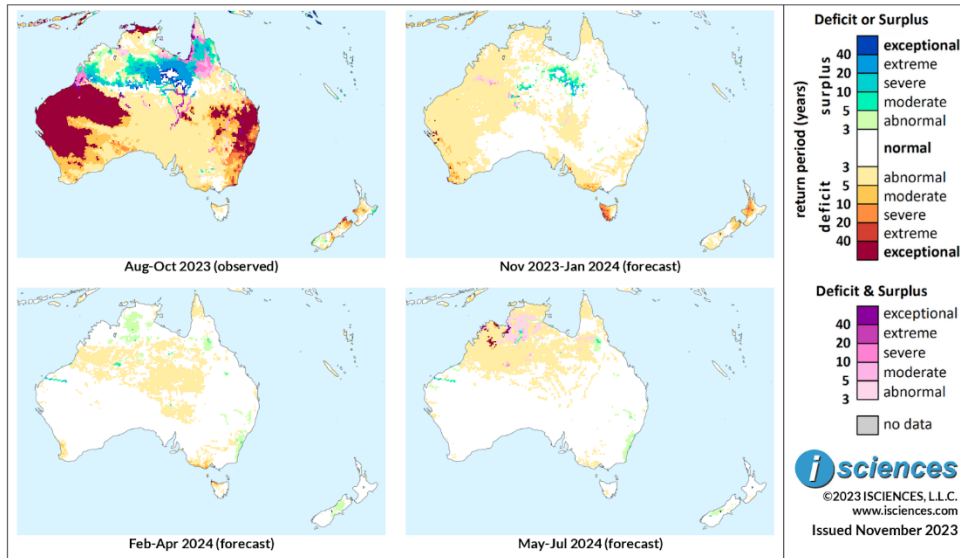 Aug-Oct 2023 (observed)
Nov 2023-Jan 2024 (forecast)
Feb-Apr 2024 (forecast)
May-Jul 2024 (forecast)
Deficit or Surplus
return period (years)
surplus
deficit
exceptional
40
extreme
20
severe
10
moderate
5
abnormal
3
normal
3
abnormal
5
moderate
10
severe
20
extreme
40
exceptional
Deficit & Surplus
exceptional
40
extreme
20
severe
10
moderate
5
abnormal
3
no data
i sciences
©2023 ISCIENCES, L.L.C.
www.isciences.com
Issued November 2023